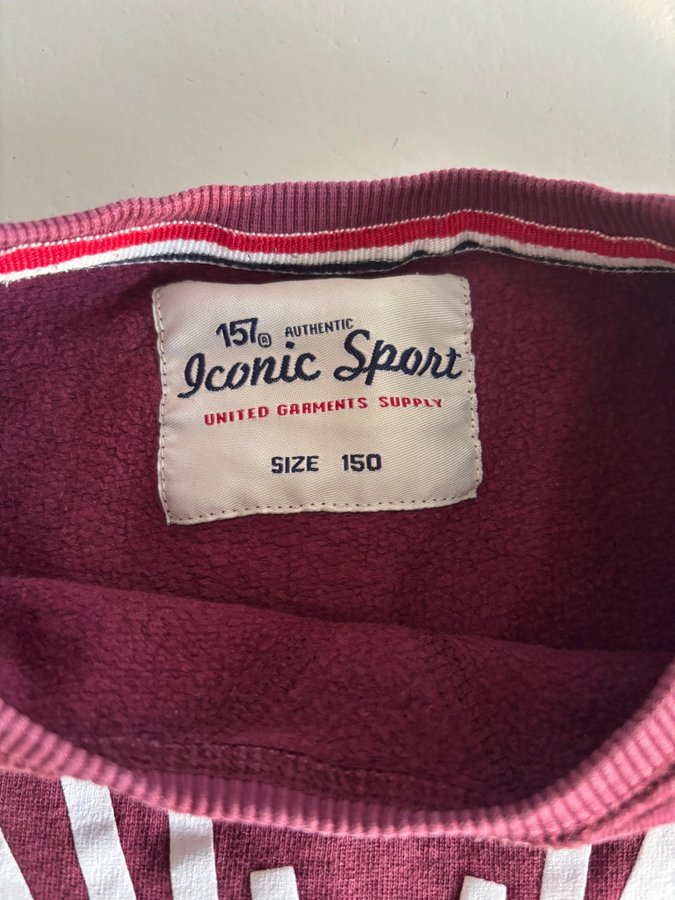 157® AUTHENTIC
Iconic Sport
UNITED GARMENTS SUPPLY
SIZE 150